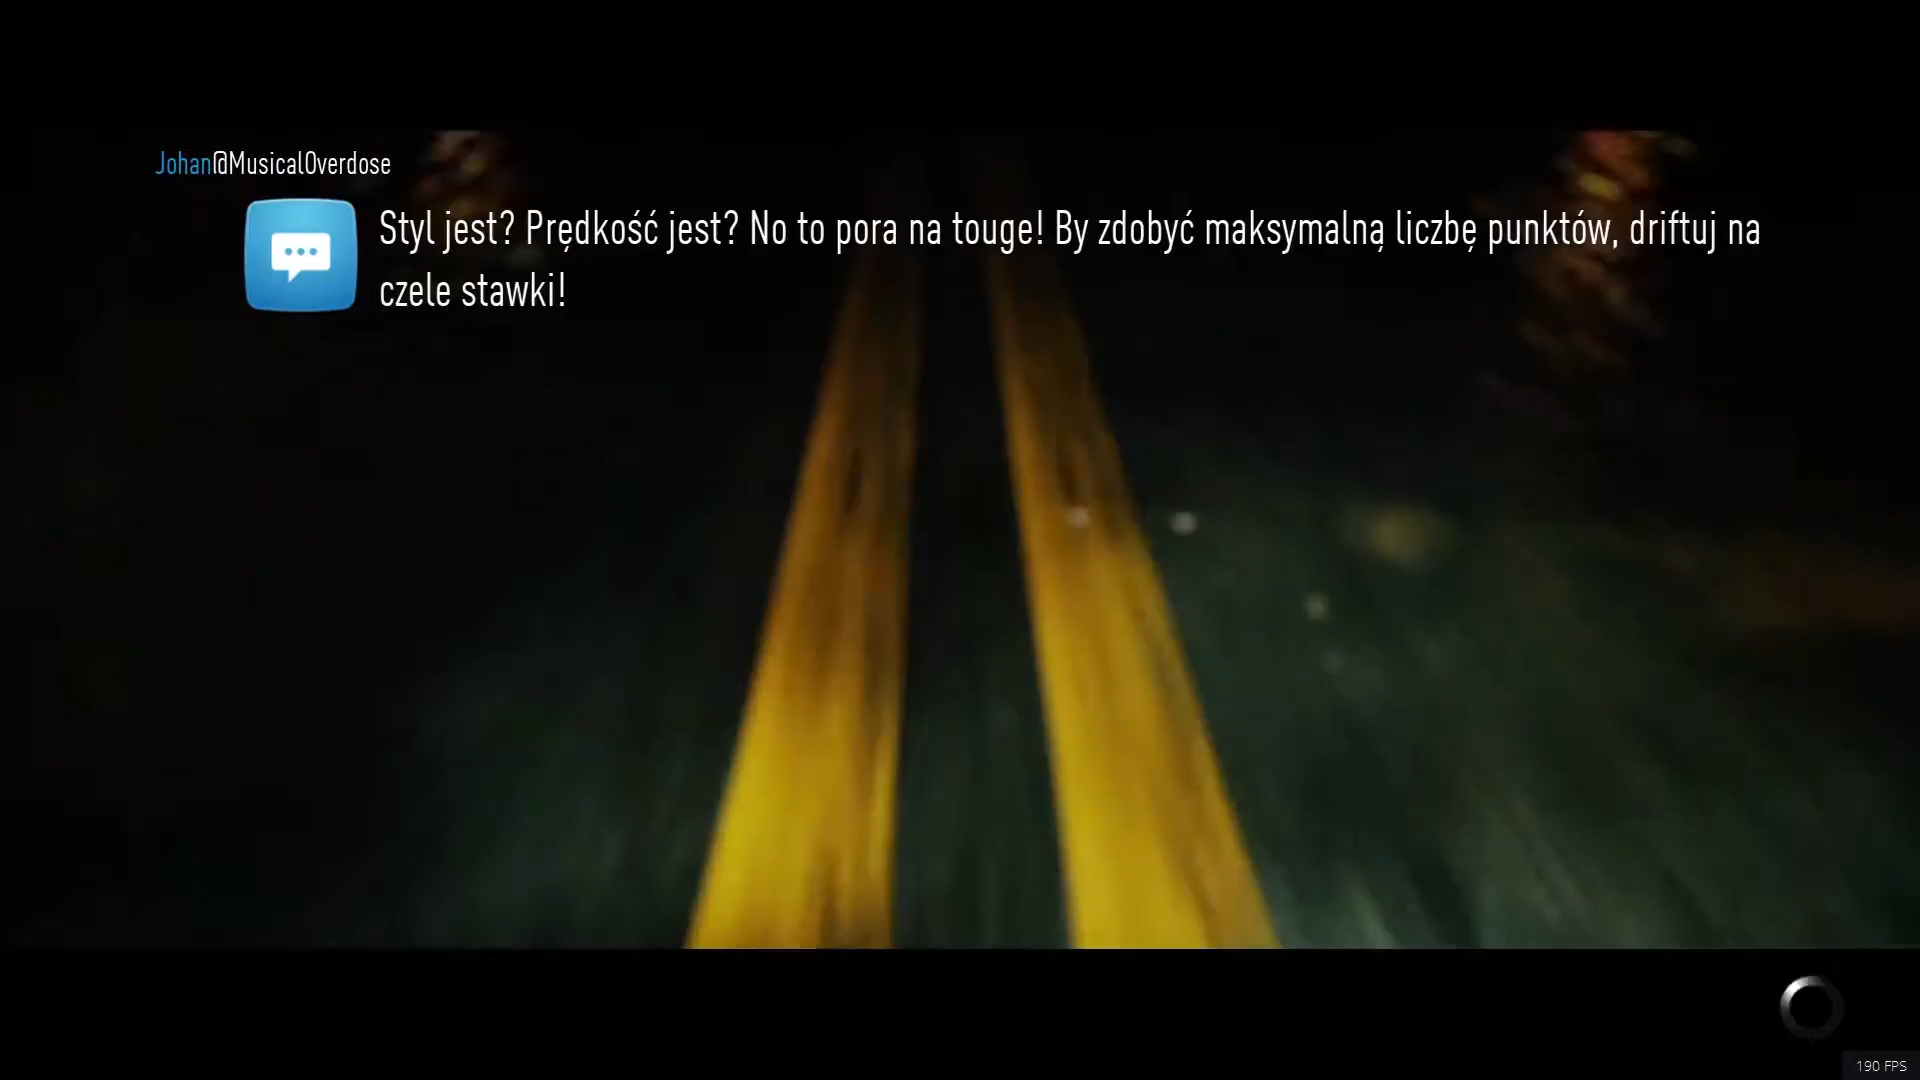 Johan@MusicalOverdose
Styl jest? Prędkość jest? No to pora na touge! By zdobyć maksymalną liczbę punktów, driftuj na
czele stawki!
190 FPS